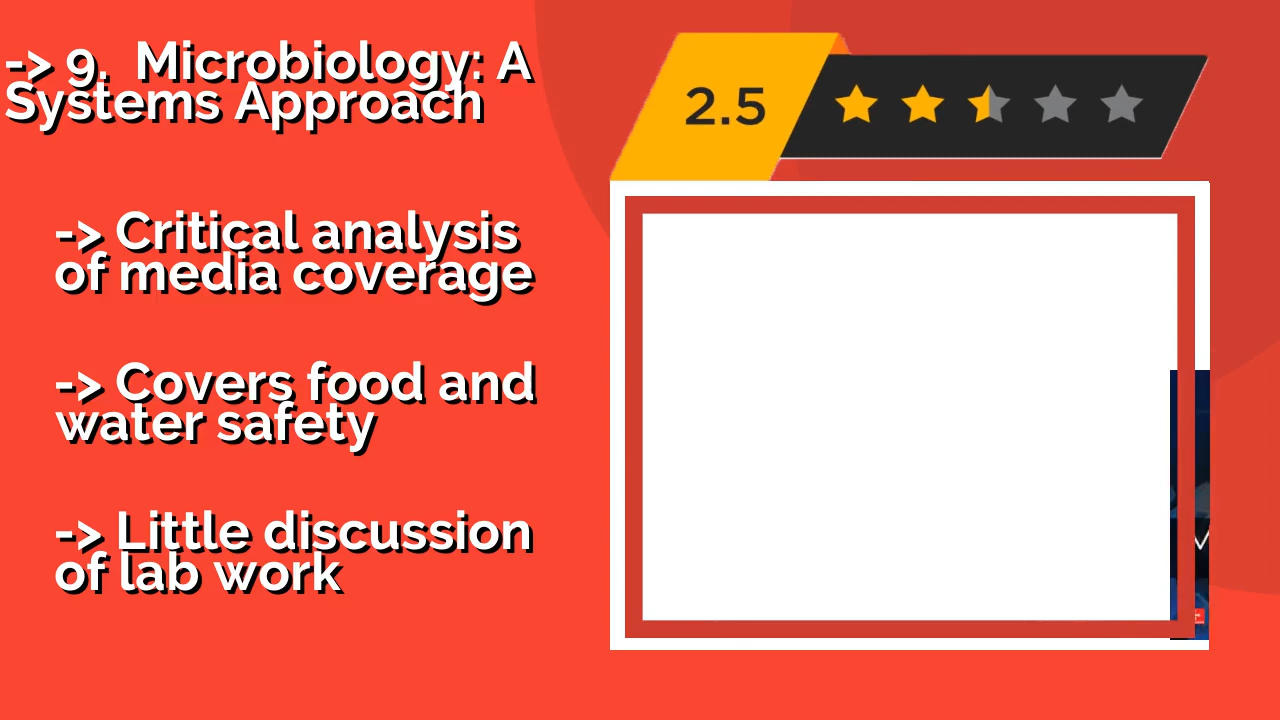 -> 9.  Microbiology: A
Systems Approach
2.5
-> Critical analysis
of media coverage
-> Covers food and
water safety
-> Little discussion
of lab work